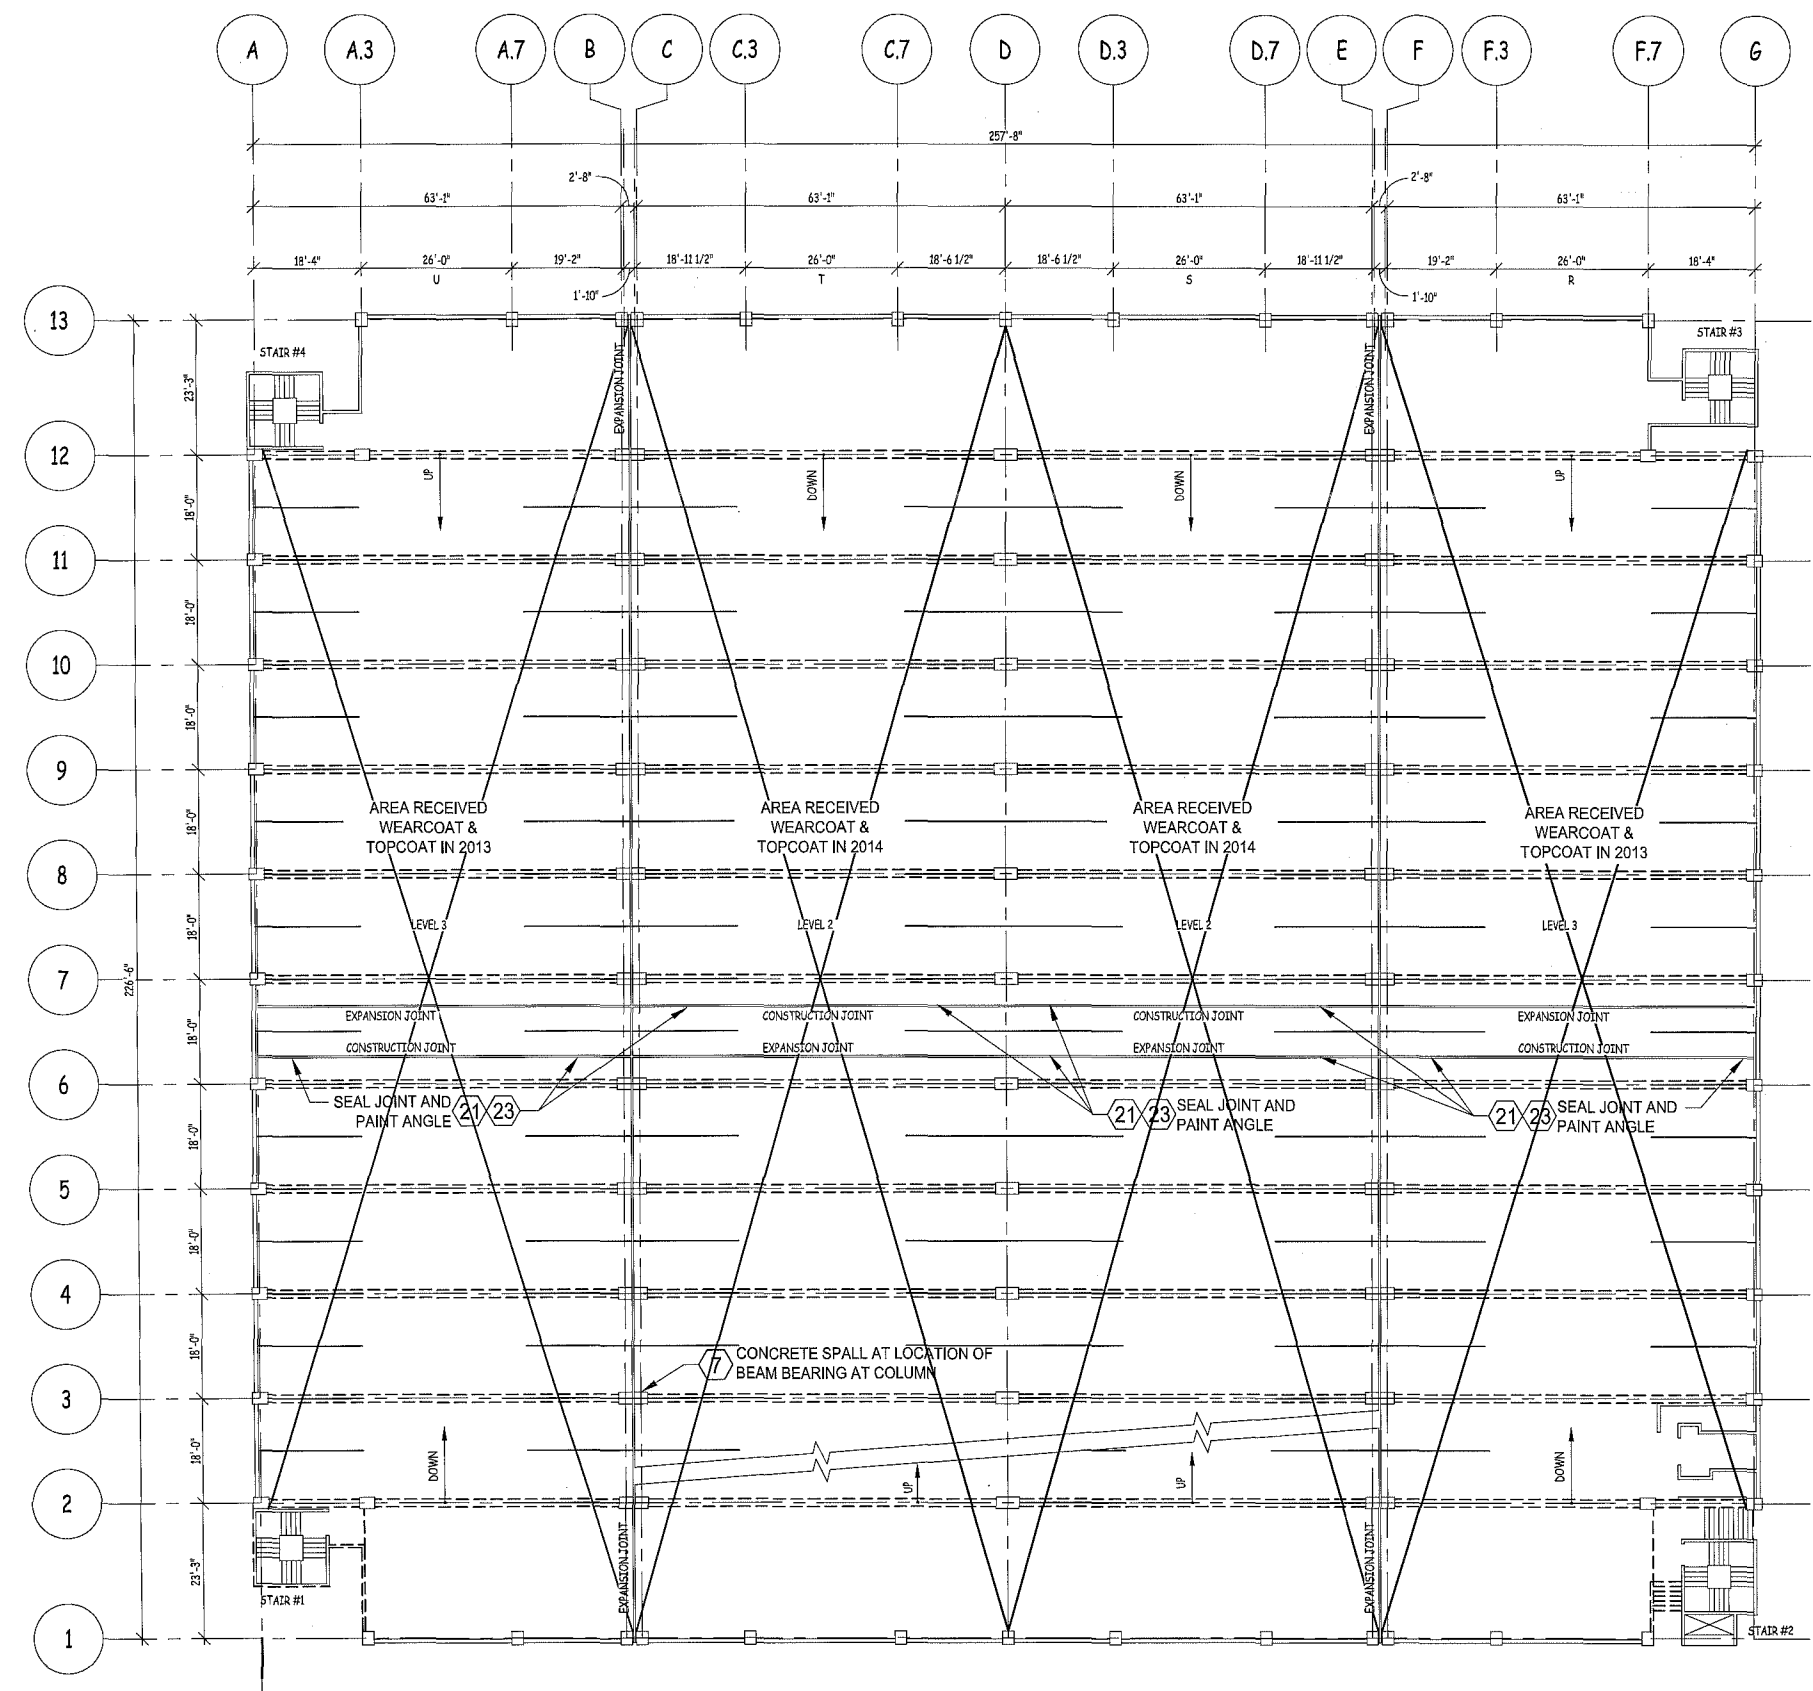 A A.3 A.7 B C C.3 C.7 D D.3 D.7 E F F.3 F.7 G
257'-8"
2'-8" 2'-8"
63'-1" 63'-1" 63'-1" 63'-1"
18'-4" 26'-0" 19'-2" 18'-11 1/2" 26'-0" 18'-6 1/2" 18'-6 1/2" 26'-0" 18'-11 1/2" 19'-2" 26'-0" 18'-4"
U T S R
1'-10" 1'-10"
13
STAIR #4
STAIR #3
EXPANSION JOINT
EXPANSION JOINT
23'-3"
12
UP
DOWN
DOWN
UP
18'-0"
11
18'-0"
10
18'-0"
9
18'-0"
AREA RECEIVED
WEARCOAT &
TOPCOAT IN 2013
AREA RECEIVED
WEARCOAT &
TOPCOAT IN 2014
AREA RECEIVED
WEARCOAT &
TOPCOAT IN 2014
AREA RECEIVED
WEARCOAT &
TOPCOAT IN 2013
8
18'-0"
LEVEL 3
LEVEL 2
LEVEL 2
LEVEL 3
7
226'-6"
18'-0"
EXPANSION JOINT
CONSTRUCTION JOINT
CONSTRUCTION JOINT
EXPANSION JOINT
CONSTRUCTION JOINT
EXPANSION JOINT
EXPANSION JOINT
CONSTRUCTION JOINT
6
SEAL JOINT AND
PAINT ANGLE
21 23
21 23
SEAL JOINT AND
PAINT ANGLE
21 23
SEAL JOINT AND
PAINT ANGLE
18'-0"
5
18'-0"
4
18'-0"
7
CONCRETE SPALL AT LOCATION OF
BEAM BEARING AT COLUMN
3
18'-0"
DOWN
UP
UP
DOWN
2
23'-3"
EXPANSION JOINT
EXPANSION JOINT
STAIR #1
STAIR #2
1